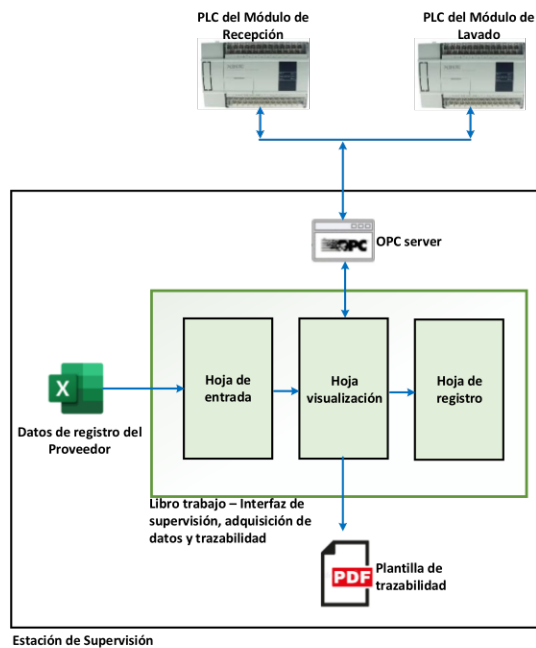 PLC del Módulo de
Recepción
PLC del Módulo de
Lavado
OPC
OPC server
Hoja de
entrada
Hoja
visualización
Hoja de
registro
X
Datos de registro del
Proveedor
Libro trabajo – Interfaz de
supervisión, adquisición de
datos y trazabilidad
PDF
Plantilla de
trazabilidad
Estación de Supervisión